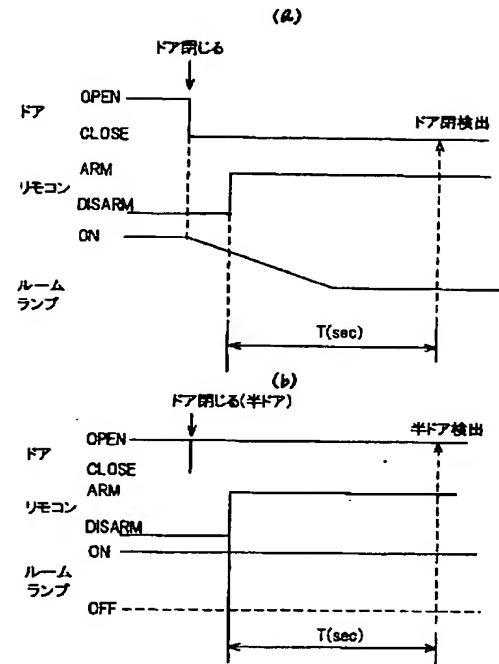 (a)
ドア閉じる
ドア
OPEN
CLOSE
ドア閉検出
リモコン
ARM
DISARM
ルーム
ランプ
ON
T(sec)
(b)
ドア閉じる(半ドア)
ドア
OPEN
CLOSE
半ドア検出
リモコン
ARM
DISARM
ルーム
ランプ
ON
OFF
T(sec)